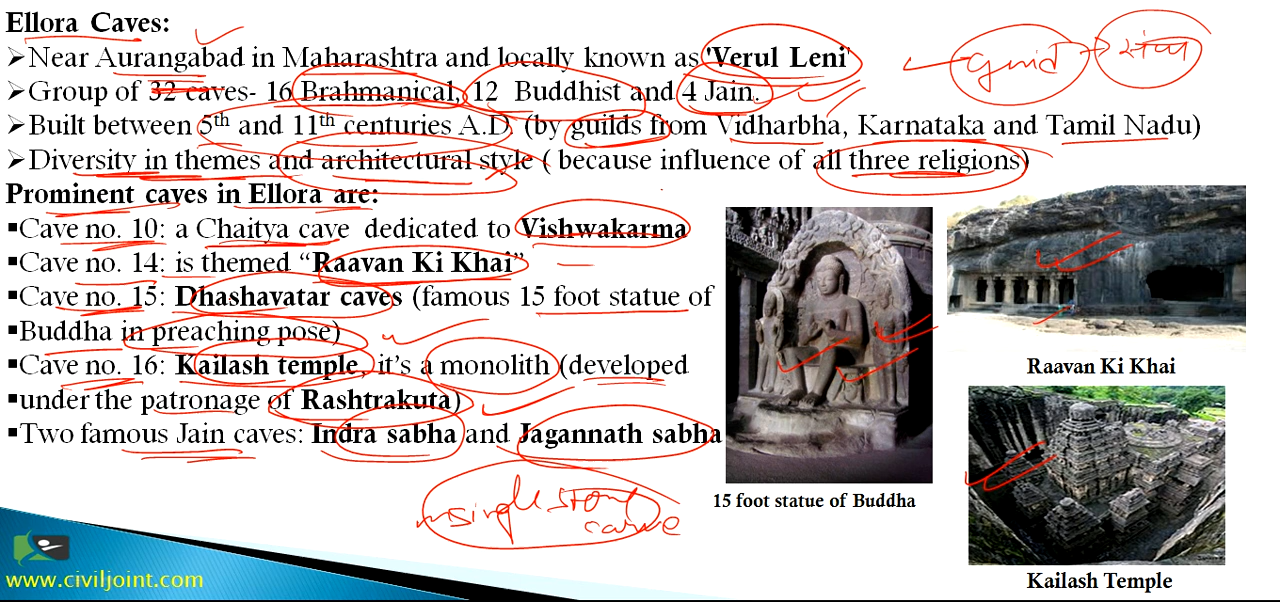 Ellora Caves:
➢Near Aurangabad in Maharashtra and locally known as 'Verul Leni'
➢Group of 32 caves- 16 Brahmanical, 12 Buddhist and 4 Jain.
➢Built between 5th and 11th centuries A.D. (by guilds from Vidharbha, Karnataka and Tamil Nadu)
➢Diversity in themes and architectural style ( because influence of all three religions)
Prominent caves in Ellora are:
▪Cave no. 10: a Chaitya cave dedicated to Vishwakarma
▪Cave no. 14: is themed “Raavan Ki Khai”
▪Cave no. 15: Dhashavatar caves (famous 15 foot statue of
▪Buddha in preaching pose)
▪Cave no. 16: Kailash temple, it’s a monolith (developed
▪under the patronage of Rashtrakuta)
▪Two famous Jain caves: Indra sabha and Jagannath sabha
single stone
carve
15 foot statue of Buddha
Raavan Ki Khai
Kailash Temple
www.civiljoint.com